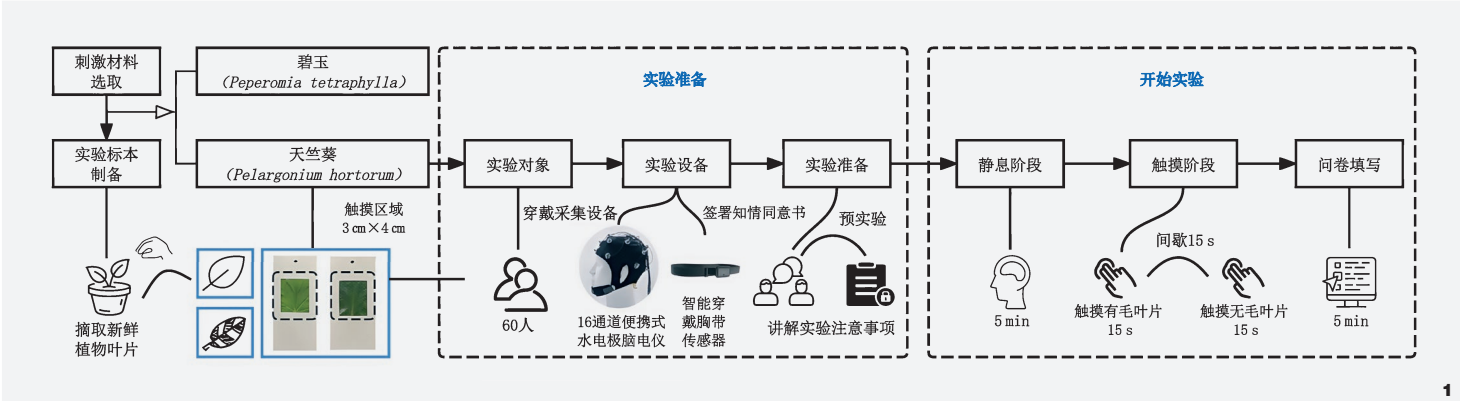 刺激材料
选取
碧玉
(Peperomia tetraphylla)
实验标本
制备
天竺葵
(Pelargonium hortorum)
触摸区域
3 cm×4 cm
摘取新鲜
植物叶片
实验准备
实验对象
实验设备
实验准备
穿戴采集设备
签署知情同意书
预实验
60人
16通道便携式
水电极脑电仪
智能穿
戴胸带
传感器
讲解实验注意事项
开始实验
静息阶段
触摸阶段
问卷填写
间歇15 s
5 min
触摸有毛叶片
15 s
触摸无毛叶片
15 s
5 min
1